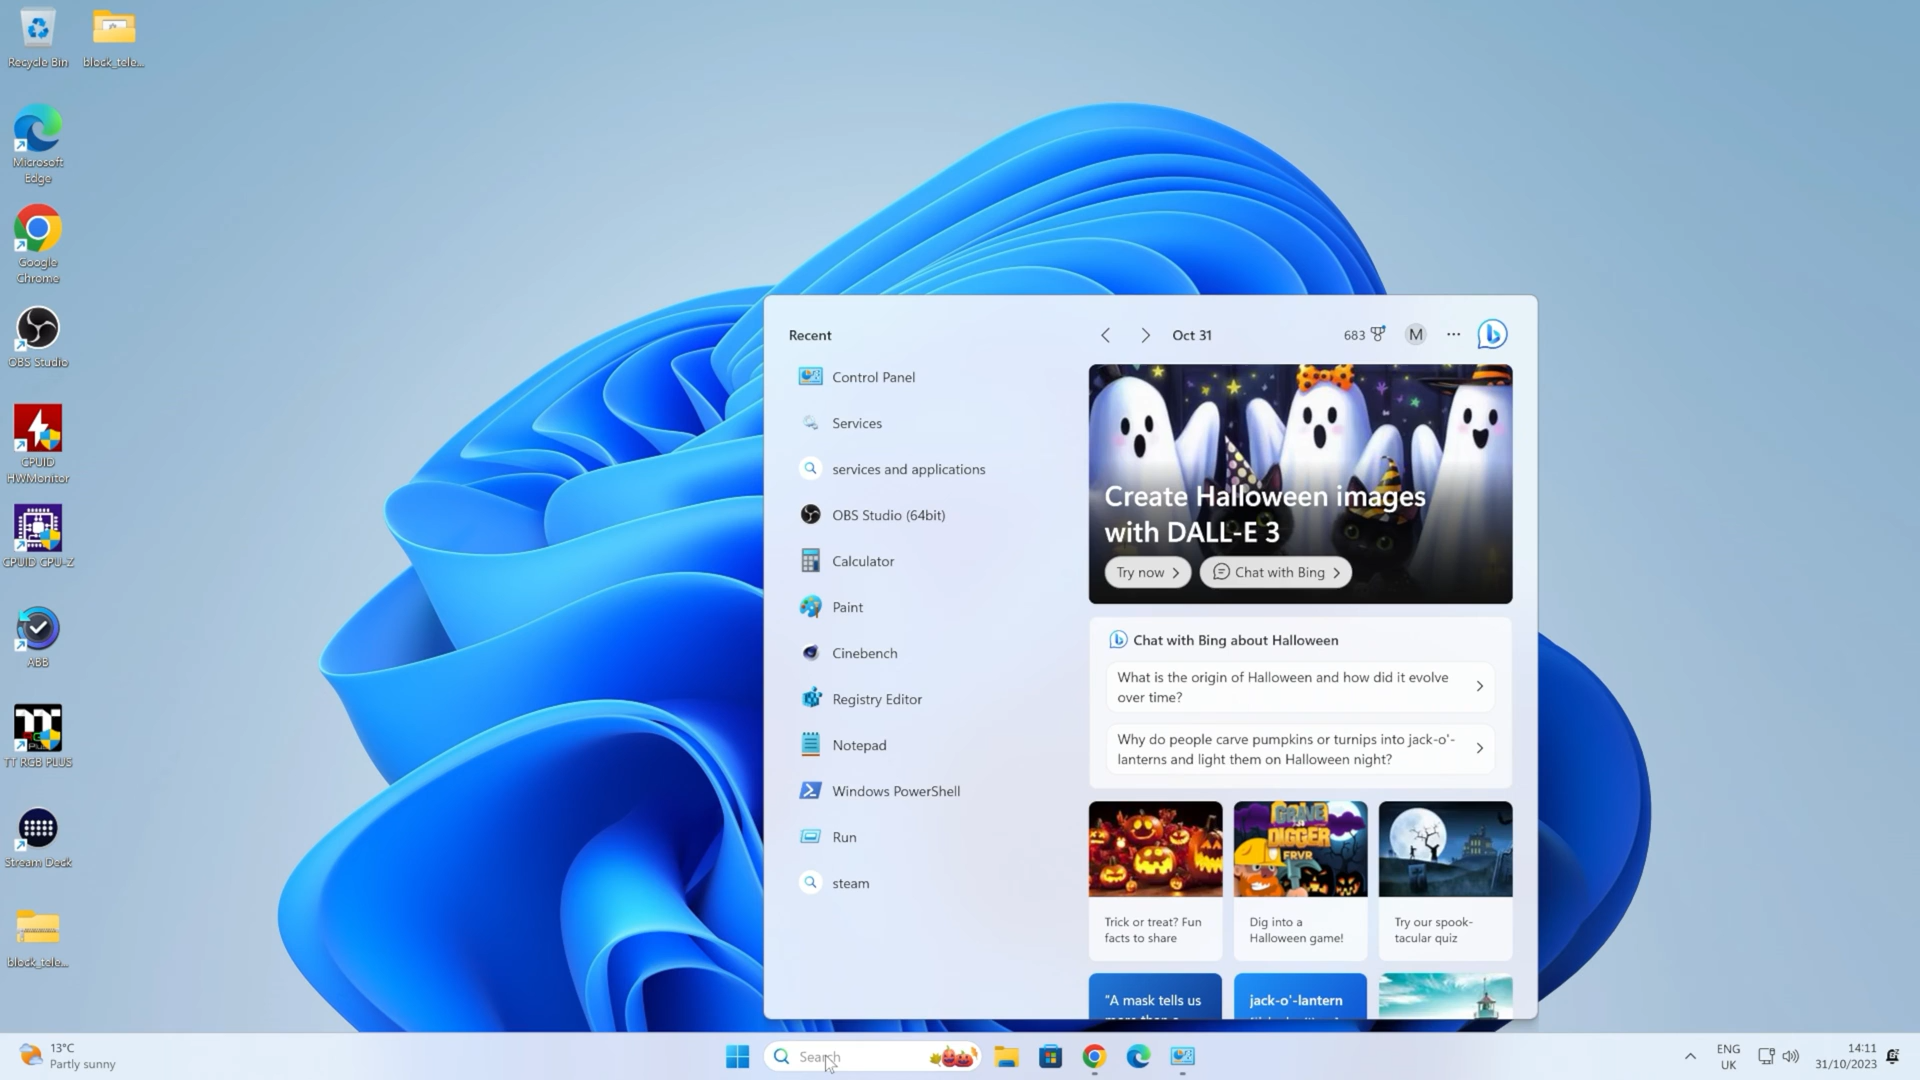 Recycle Bin
block_tele...
Microsoft
Edge
Google
Chrome
OBS Studio
CPUID
HWMonitor
CPUID CPU-Z
ABB
TT RGB PLUS
Stream Deck
block_tele...
Recent
Control Panel
Services
services and applications
OBS Studio (64bit)
Calculator
Paint
Cinebench
Registry Editor
Notepad
Windows PowerShell
Run
steam
Oct 31
683
M
Create Halloween images
with DALL-E 3
Try now
Chat with Bing
Chat with Bing about Halloween
What is the origin of Halloween and how did it evolve
over time?
Why do people carve pumpkins or turnips into jack-o'-
lanterns and light them on Halloween night?
GRAVE
DIGGER
FRVR
Trick or treat? Fun
facts to share
Dig into a
Halloween game!
Try our spook-
tacular quiz
"A mask tells us
jack-o'-lantern
13°C
Partly sunny
Search
ENG
UK
14:11
31/10/2023